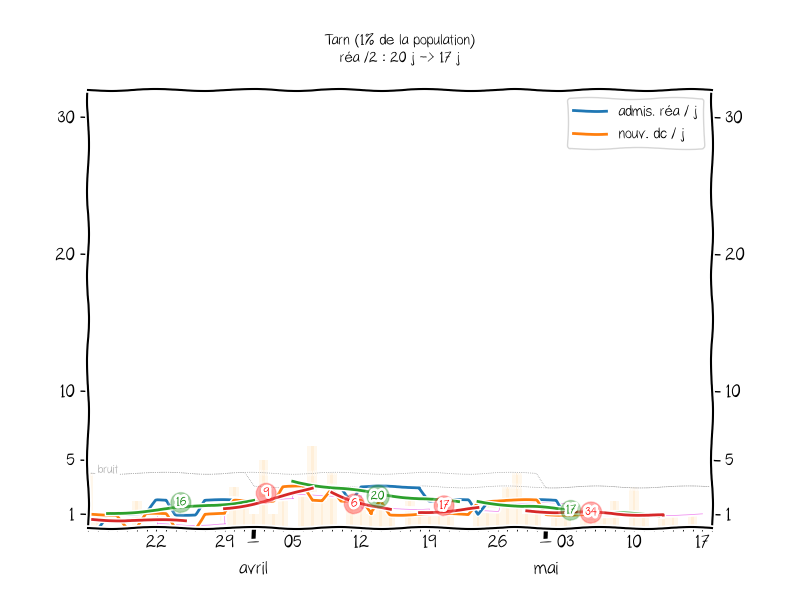 Tarn (1% de la population)
réa /2 : 20 j -> 17 j
admis. réa / j
nouv. dc / j
30 30
20 20
10 10
5 5
bruit
16 9 6 20 17 17 34
1 1
22 29 05 12 19 26 03 10 17
avril mai